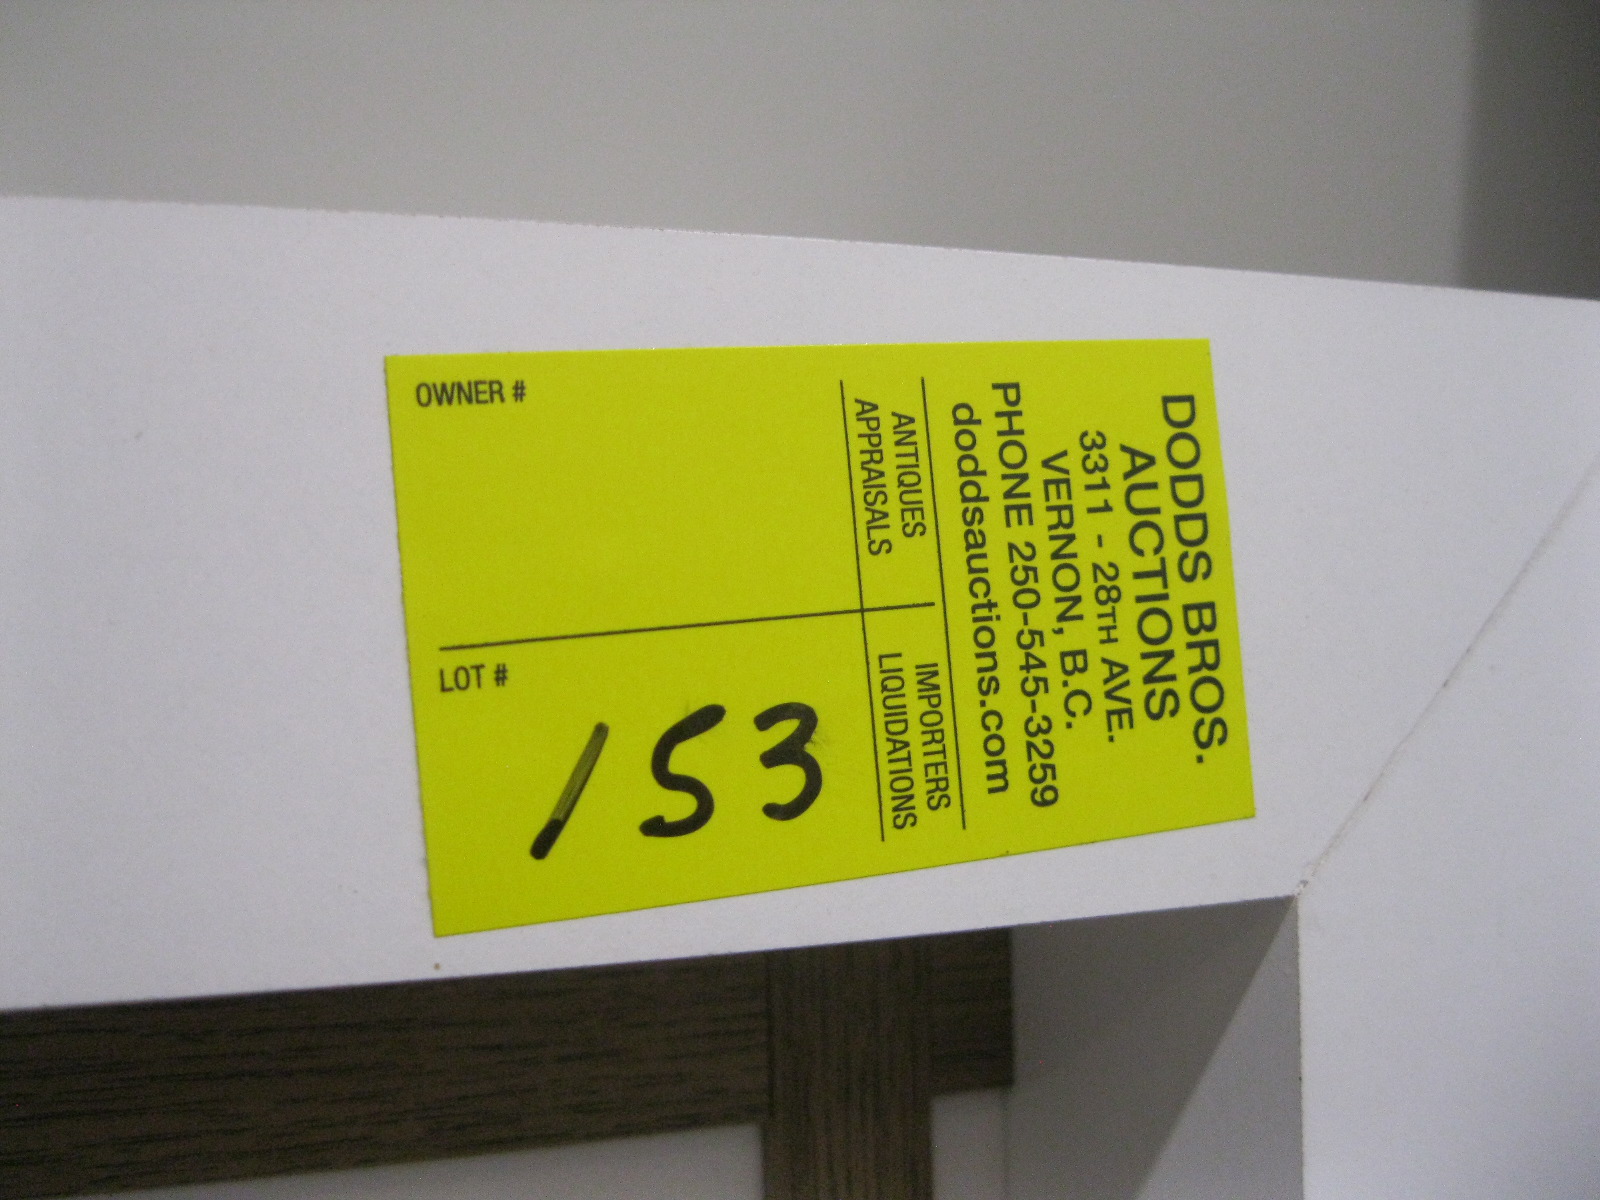 DODDS BROS.
AUCTIONS
3311 - 28TH AVE.
VERNON, B.C.
PHONE 250-545-3259
doddsauctions.com
ANTIQUES
APPRAISALS
IMPORTERS
LIQUIDATIONS
OWNER #
LOT #
153